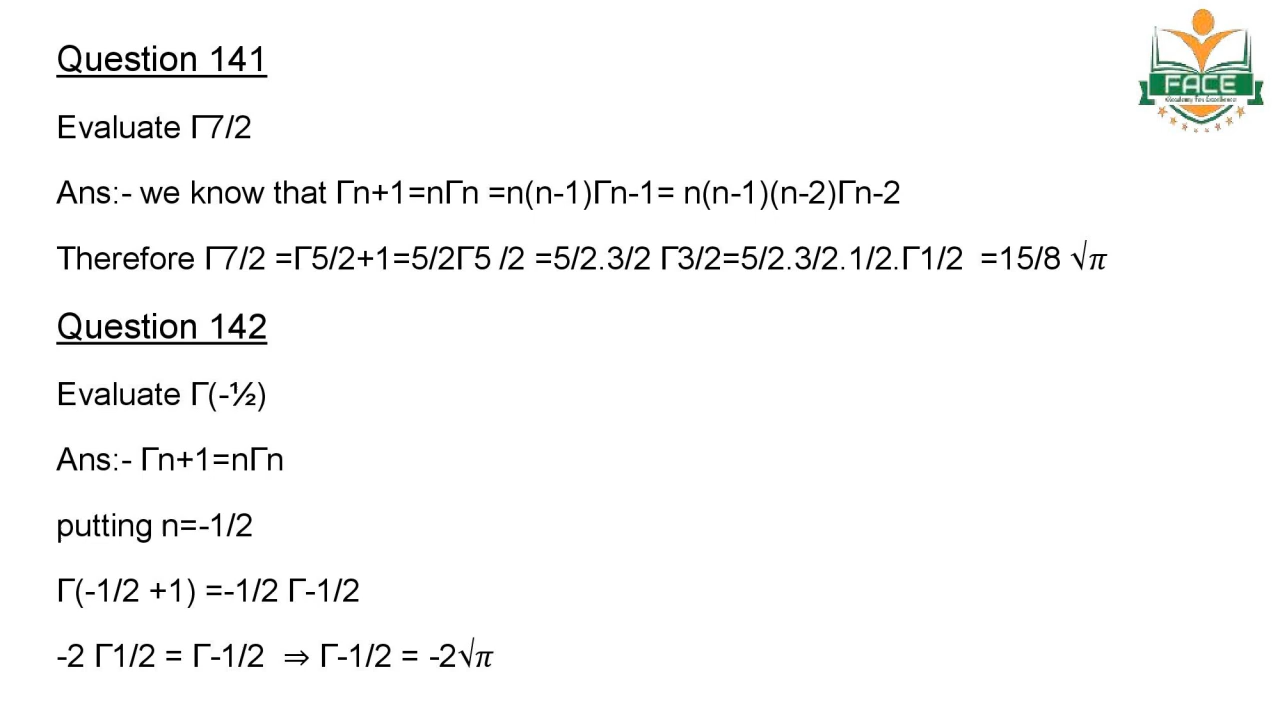 Question 141
FACE
Academy For Excellence
Evaluate Γ7/2
Ans:- we know that Γn+1=nΓn =n(n-1)Γn-1= n(n-1)(n-2)Γn-2
Therefore Γ7/2 =Γ5/2+1=5/2Γ5 /2 =5/2.3/2 Γ3/2=5/2.3/2.1/2.Γ1/2 =15/8 √π
Question 142
Evaluate Γ(-½)
Ans:- Γn+1=nΓn
putting n=-1/2
Γ(-1/2 +1) =-1/2 Γ-1/2
-2 Γ1/2 = Γ-1/2 ⇒ Γ-1/2 = -2√π